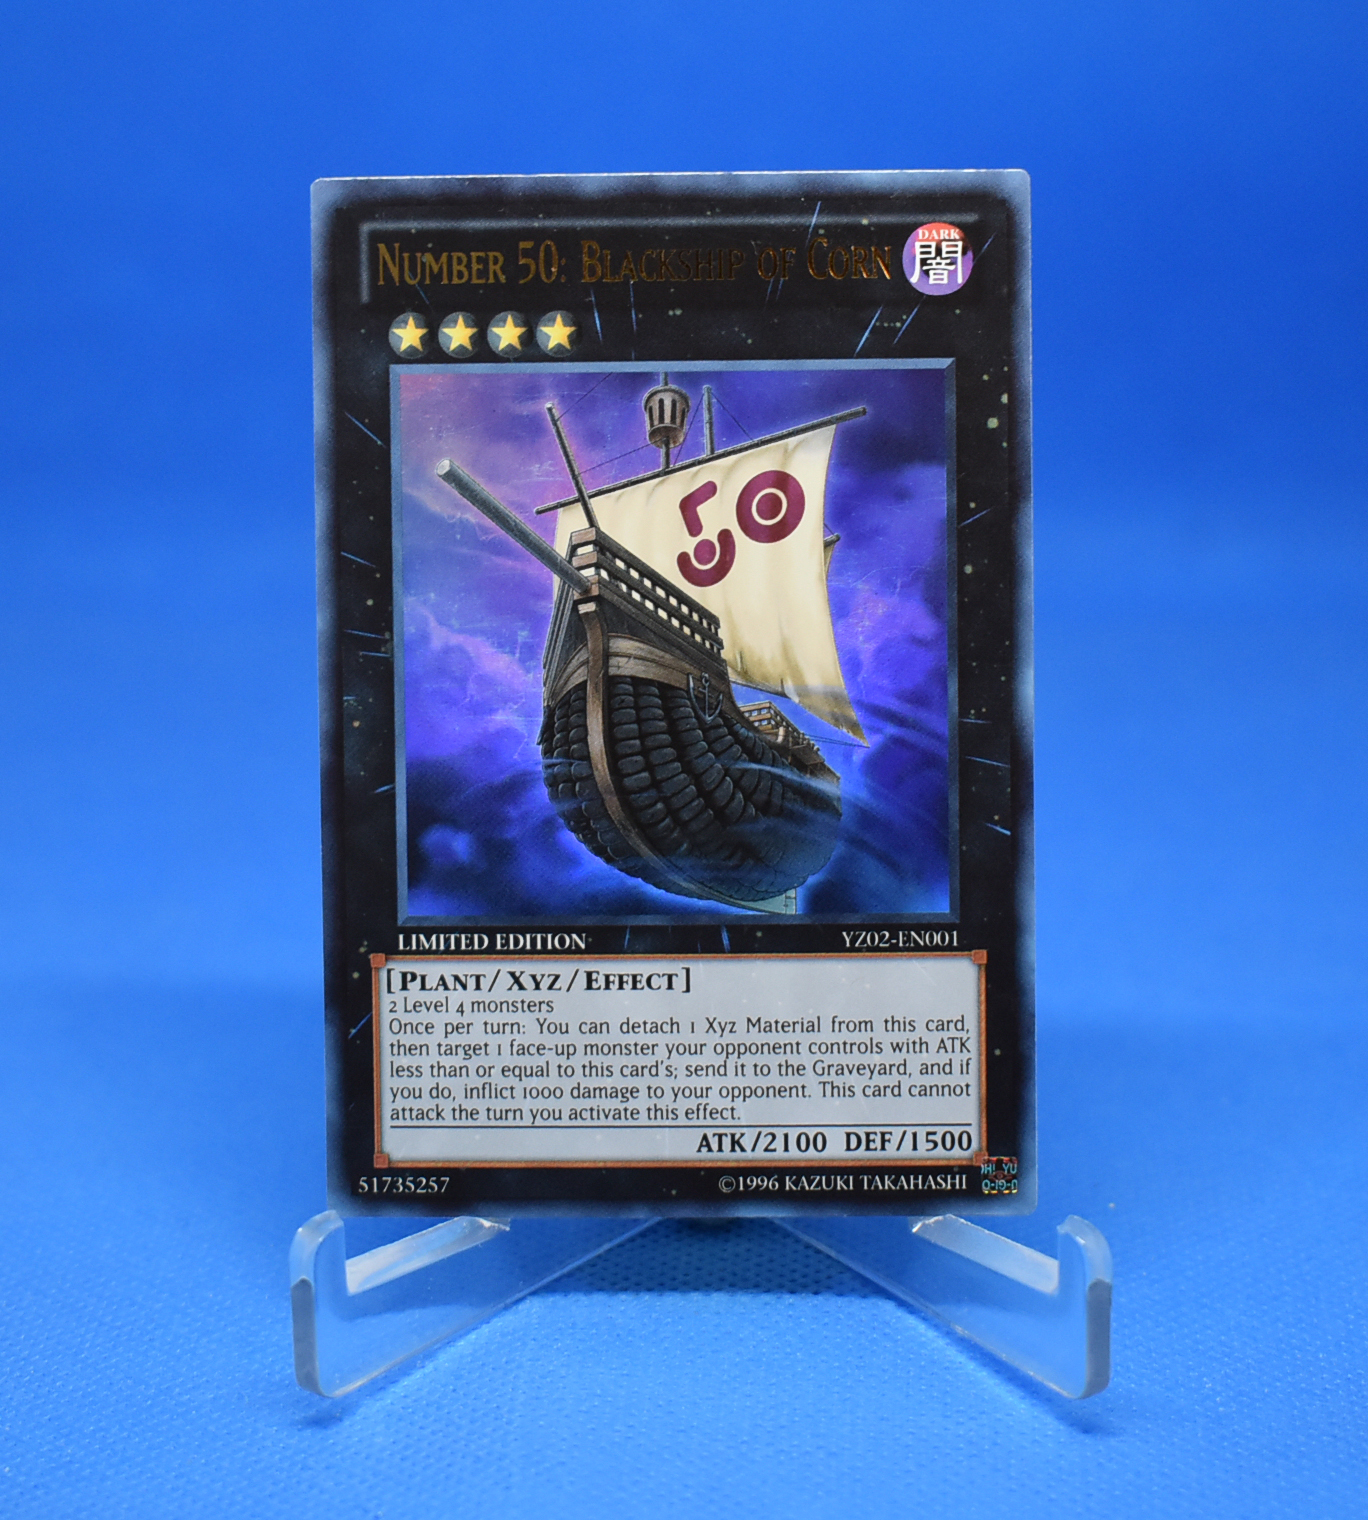 Number 50: Blackship of Corn
DARK
闇
50
LIMITED EDITION YZ02-EN001
[Plant/Xyz/Effect]
2 Level 4 monsters
Once per turn: You can detach 1 Xyz Material from this card,
then target 1 face-up monster your opponent controls with ATK
less than or equal to this card's; send it to the Graveyard, and if
you do, inflict 1000 damage to your opponent. This card cannot
attack the turn you activate this effect.
ATK/2100 DEF/1500
51735257 ©1996 KAZUKI TAKAHASHI